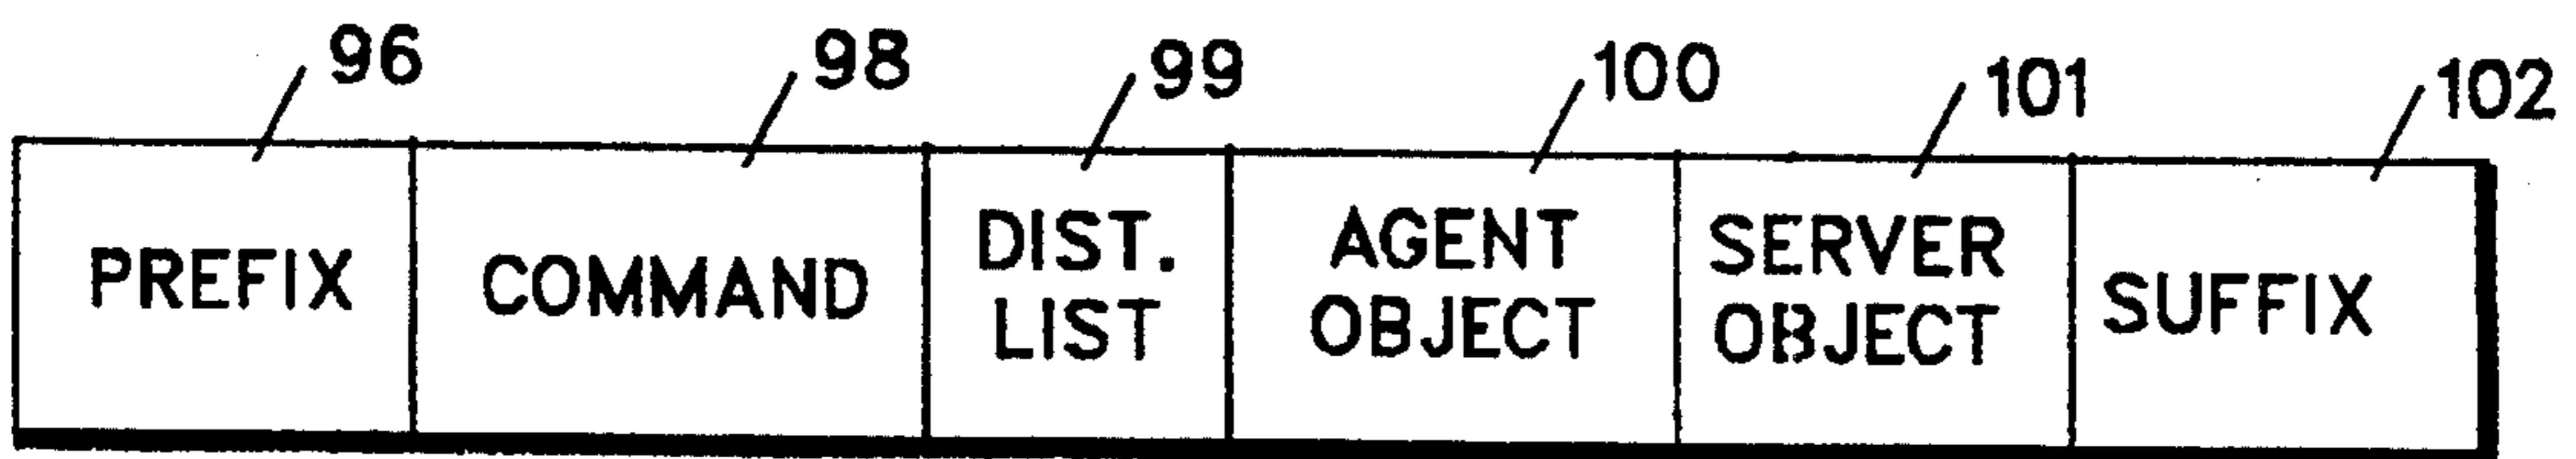 96 98 99 100 101 102
PREFIX COMMAND DIST. LIST AGENT OBJECT SERVER OBJECT SUFFIX